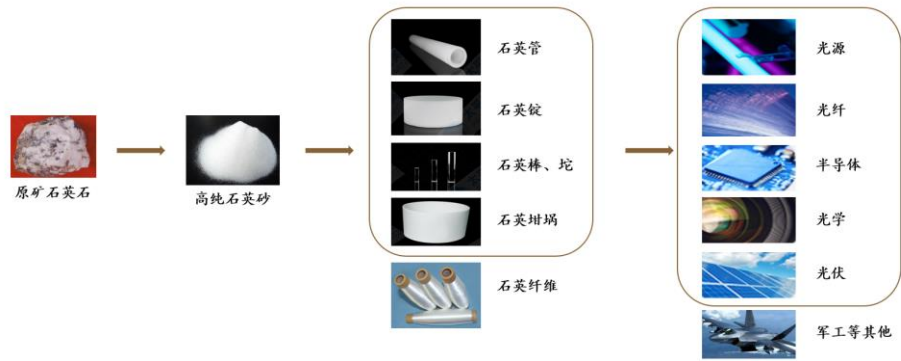 原矿石英石
高纯石英砂
石英管
石英锭
石英棒、坨
石英坩埚
石英纤维
光源
光纤
半导体
光学
光伏
军工等其他